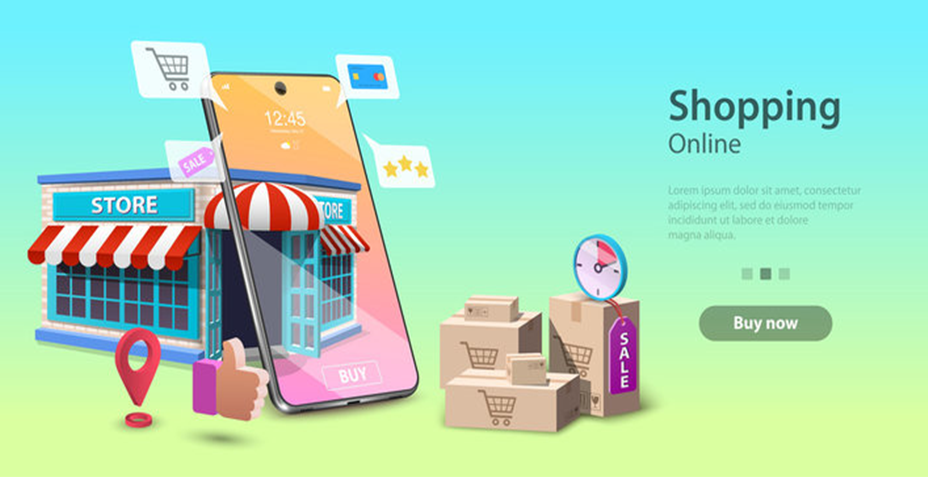 12:45
SALE
STORE
TORE
BUY
SALE
Shopping
Online
Lorem ipsum dolor sit amet, consectetur
adipiscing elit, sed do eiusmod tempor
incididunt ut labore et dolore
magna aliqua.
Buy now